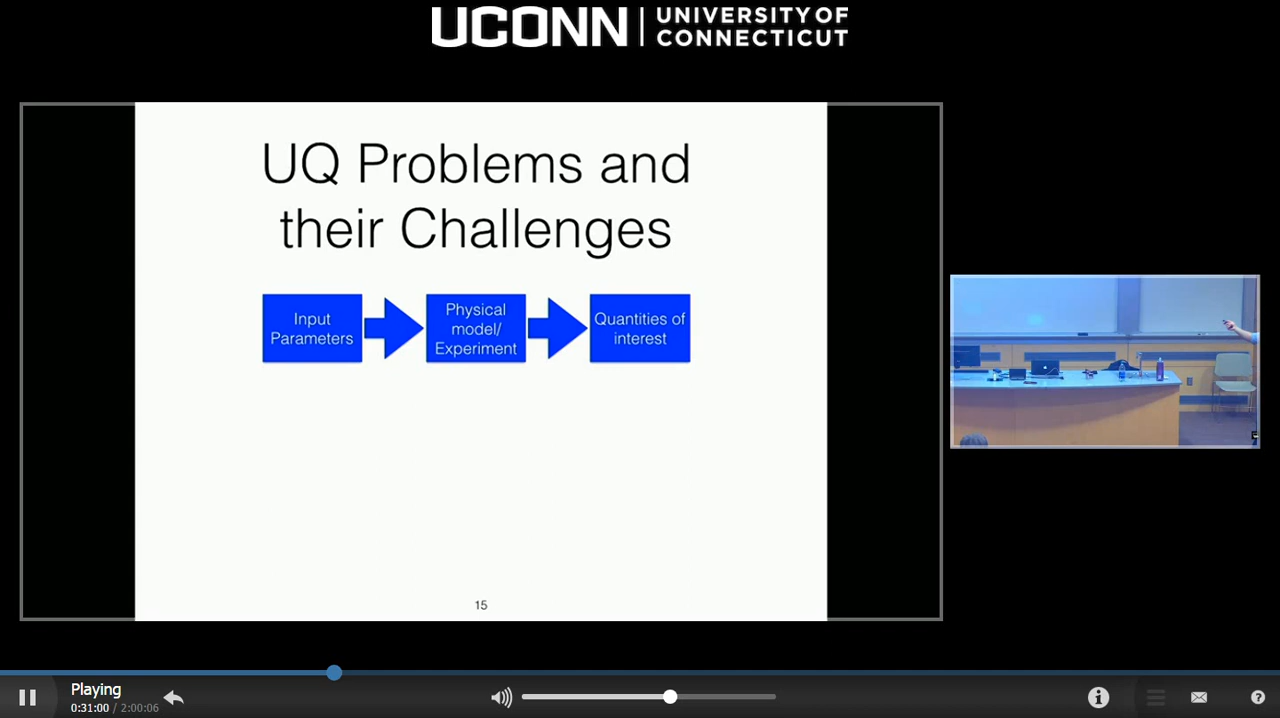 UCONN UNIVERSITY OF
CONNECTICUT
UQ Problems and
their Challenges
Input
Parameters
Physical
model/
Experiment
Quantities of
interest
15
Playing
0:31:00 / 2:00:06